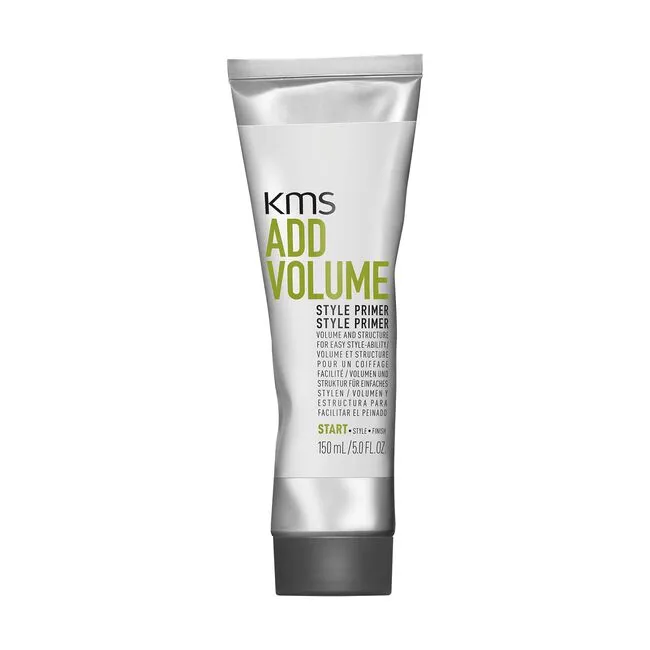 KMS
ADD
VOLUME
STYLE PRIMER
STYLE PRIMER
VOLUME AND STRUCTURE
FOR EASY STYLE-ABILITY/
VOLUME ET STRUCTURE
POUR UN COIFFAGE
FACILITÉ/VOLUMEN UND
STRUKTUR FÜR EINFACHES
STYLEN/VOLUMEN Y
ESTRUCTURA PARA
FACILITAR EL PEINADO
START•STYLE•FINISH
150 mL/5.0 FL.OZ.